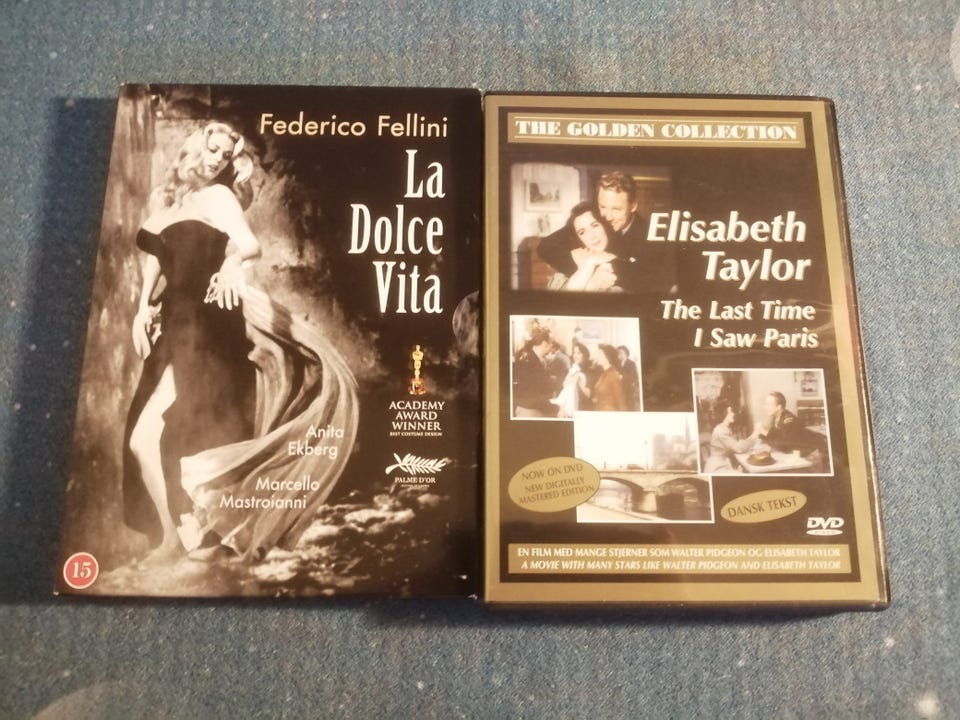 Federico Fellini
La
Dolce
Vita
ACADEMY
AWARD
WINNER
BEST COSTUME DESIGN
Anita
Ekberg
PALME D'OR
Marcello
Mastroianni
15
THE GOLDEN COLLECTION
Elisabeth
Taylor
The Last Time
I Saw Paris
NOW ON DVD
NEW DIGITALLY
MASTERED EDITION
DANSK TEKST
DVD
VIDEO
EN FILM MED MANGE STJERNER SOM WALTER PIDGEON OG ELISABETH TAYLOR
A MOVIE WITH MANY STARS LIKE WALTER PIDGEON AND ELISABETH TAYLOR